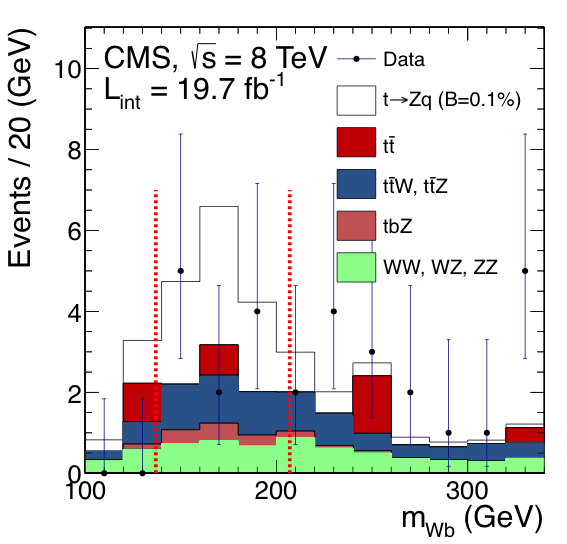 CMS, √s = 8 TeV
L_int = 19.7 fb⁻¹
Data
t→Zq (B=0.1%)
tt̄
tt̄W, tt̄Z
tbZ
WW, WZ, ZZ
Events / 20 (GeV)
10
8
6
4
2
0
100
200
300
m_Wb (GeV)